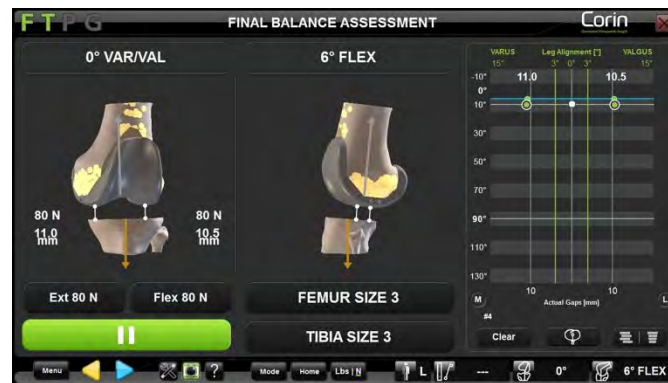 FTPG
FINAL BALANCE ASSESSMENT
Corin
0° VAR/VAL
6° FLEX
VARUS
Leg Alignment [°]
VALGUS
15° 3° 0° 3° 15°
-10°
11.0
10.5
0°
10°
30°
50°
70°
90°
110°
130°
80 N
11.0
mm
80 N
10.5
mm
Ext 80 N
Flex 80 N
FEMUR SIZE 3
TIBIA SIZE 3
10
10
M
Actual Gaps [mm]
L
#4
Clear
Menu
?
Mode
Home
Lbs | N
L
---
0°
6° FLEX